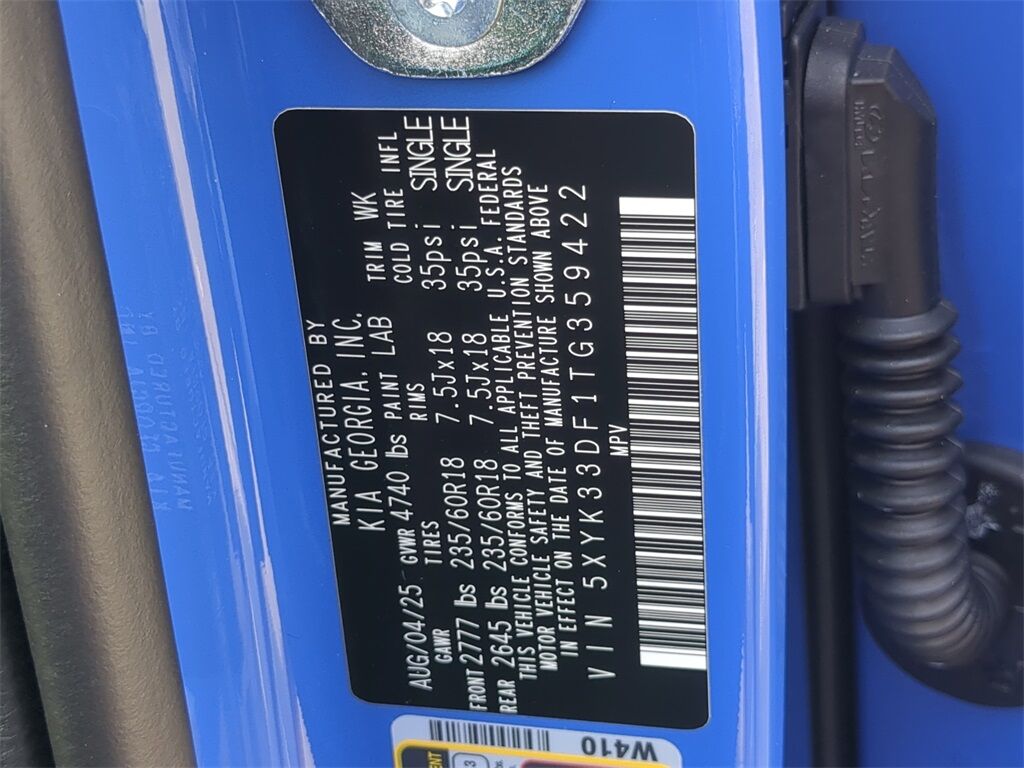 MANUFACTURED BY
KIA GEORGIA, INC.
AUG/04/25 GVWR 4740 lbs PAINT LAB TRIM WK
GAWR TIRES RIMS COLD TIRE INFL
FRONT 2777 lbs 235/60R18 7.5Jx18 35psi SINGLE
REAR 2645 lbs 235/60R18 7.5Jx18 35psi SINGLE
THIS VEHICLE CONFORMS TO ALL APPLICABLE U.S.A. FEDERAL
MOTOR VEHICLE SAFETY AND THEFT PREVENTION STANDARDS
IN EFFECT ON THE DATE OF MANUFACTURE SHOWN ABOVE
VIN 5XYK33DF1TG359422
MPV
W410